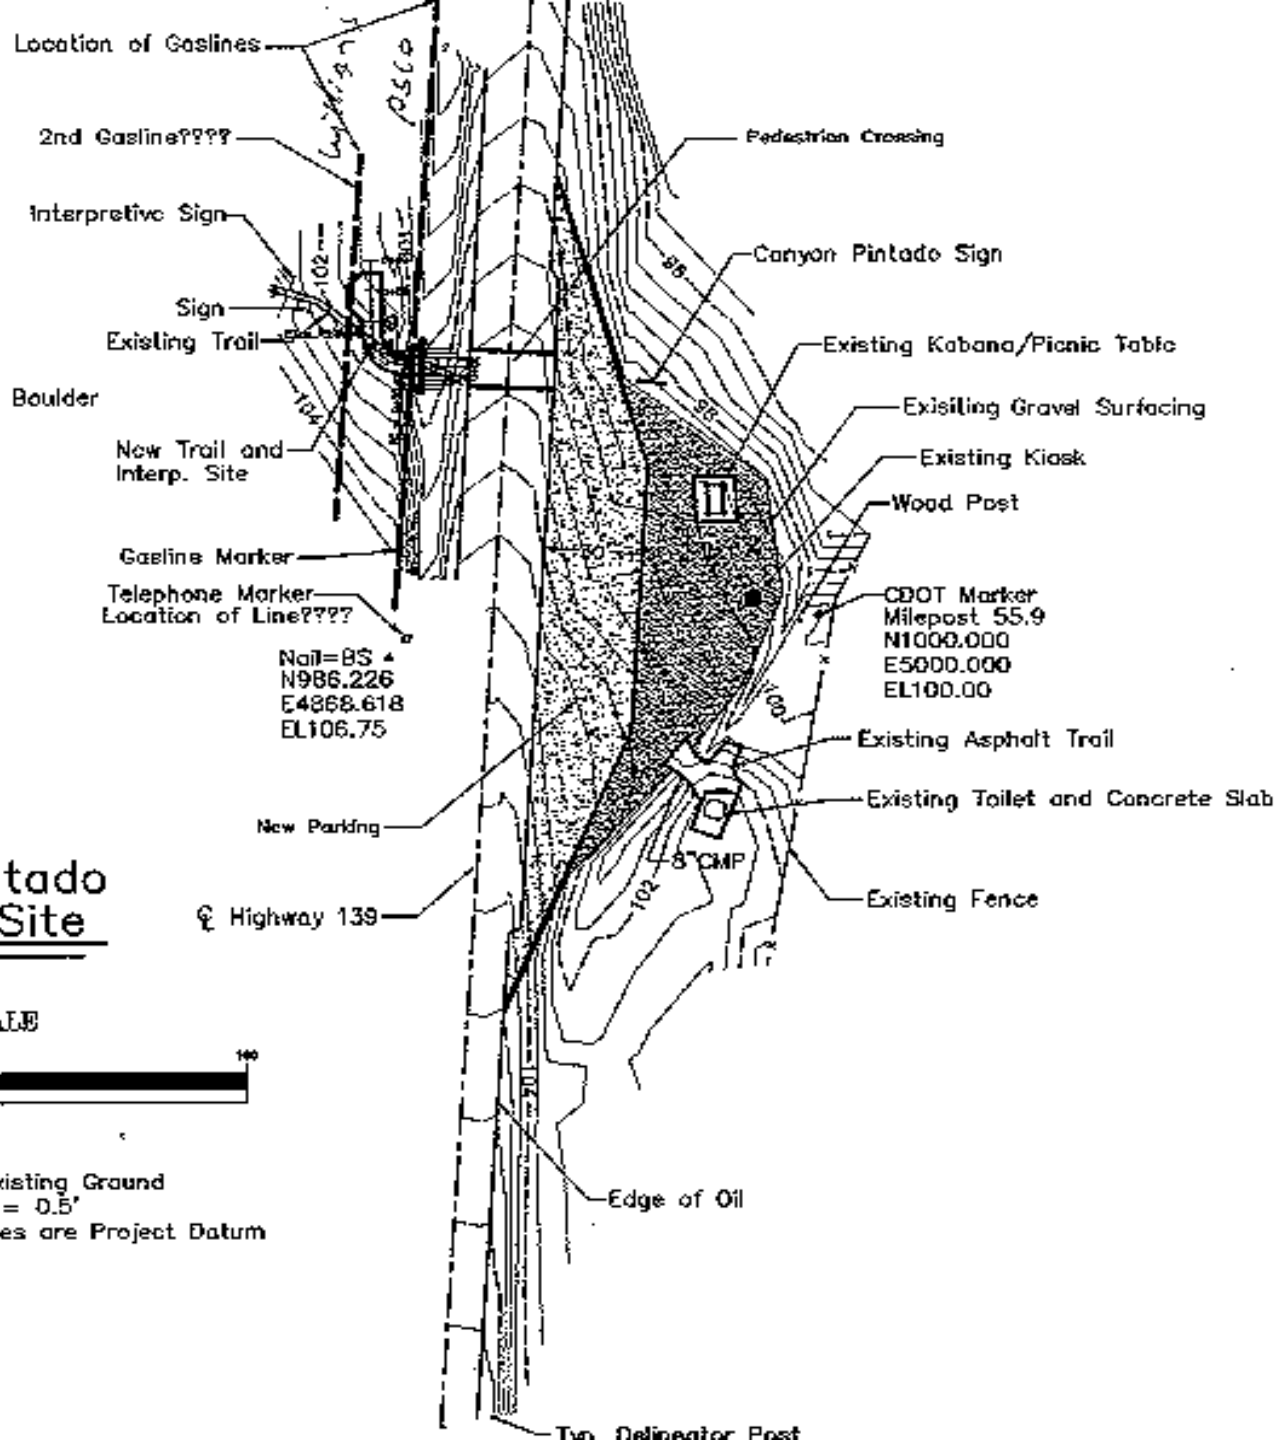 Location of Gaslines
PSCO
2nd Gasline????
Pedestrian Crossing
Interpretive Sign
102
98
Canyon Pintado Sign
Sign
Existing Trail
Existing Kabana/Picnic Table
Boulder
104
98
Exisiting Gravel Surfacing
New Trail and
Interp. Site
Existing Kiosk
Wood Post
Gasline Marker
Telephone Marker
Location of Line????
CDOT Marker
Milepost 55.9
N1000.000
E5000.000
EL100.00
Nail=BS
N986.226
E4868.618
EL106.75
100
Existing Asphalt Trail
Existing Toilet and Concrete Slab
New Parking
8"CMP
102
Existing Fence
tado
Site
℄ Highway 139
ALE
100
104
xisting Ground
= 0.5'
es are Project Datum
Edge of Oil
Typ. Delineator Post